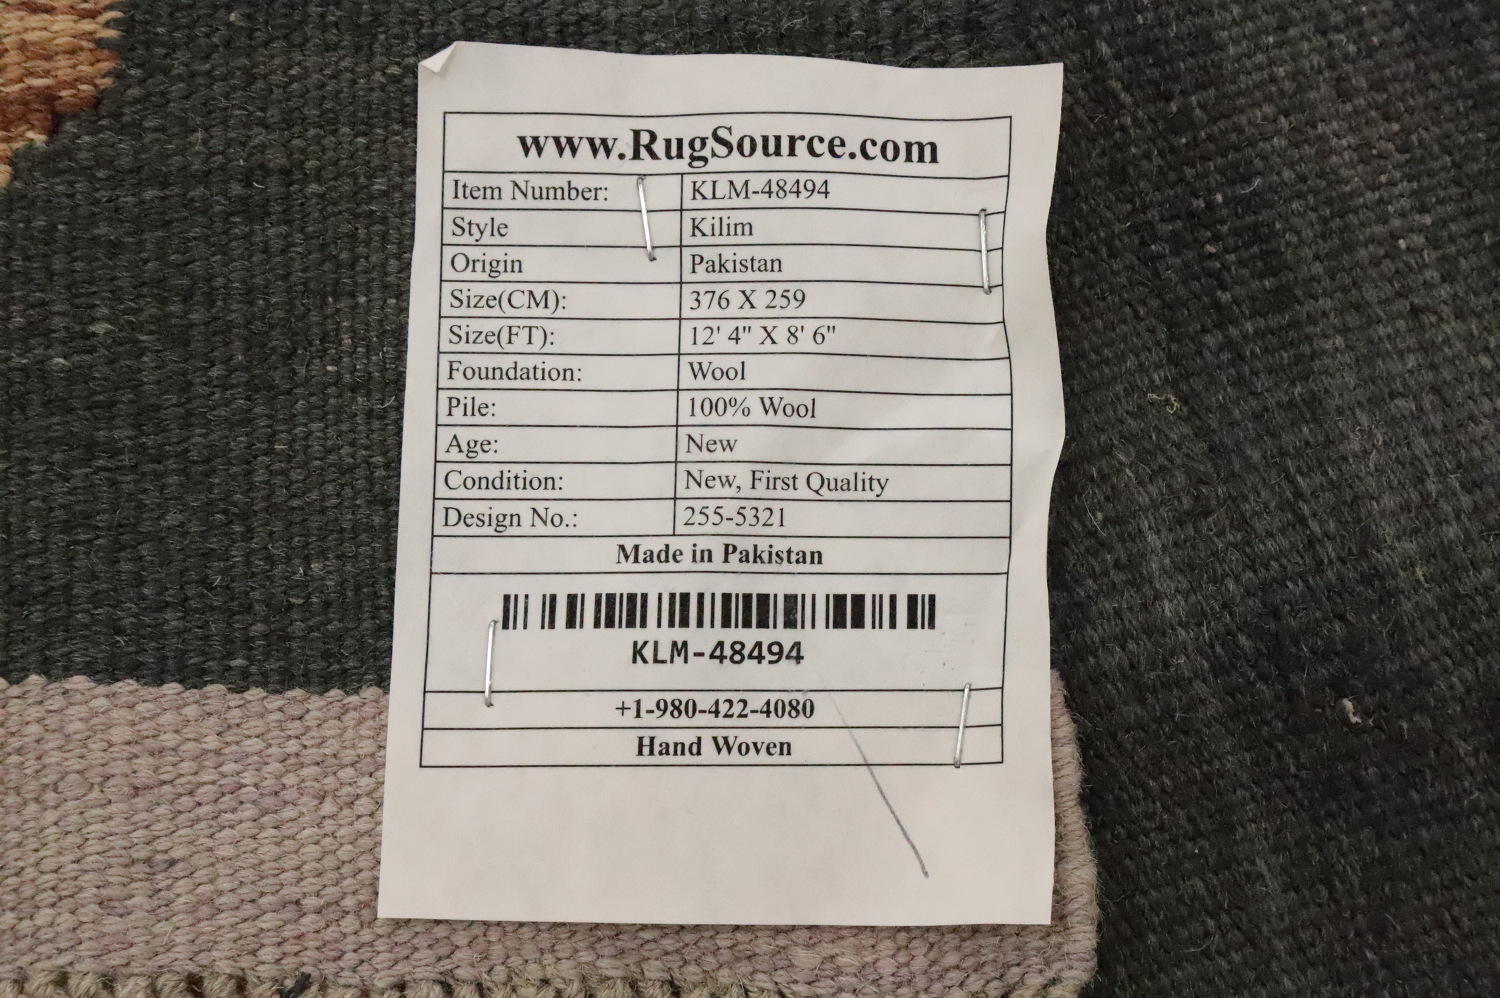 www.RugSource.com
Item Number: KLM-48494
Style Kilim
Origin Pakistan
Size(CM): 376 X 259
Size(FT): 12' 4" X 8' 6"
Foundation: Wool
Pile: 100% Wool
Age: New
Condition: New, First Quality
Design No.: 255-5321
Made in Pakistan
KLM-48494
+1-980-422-4080
Hand Woven